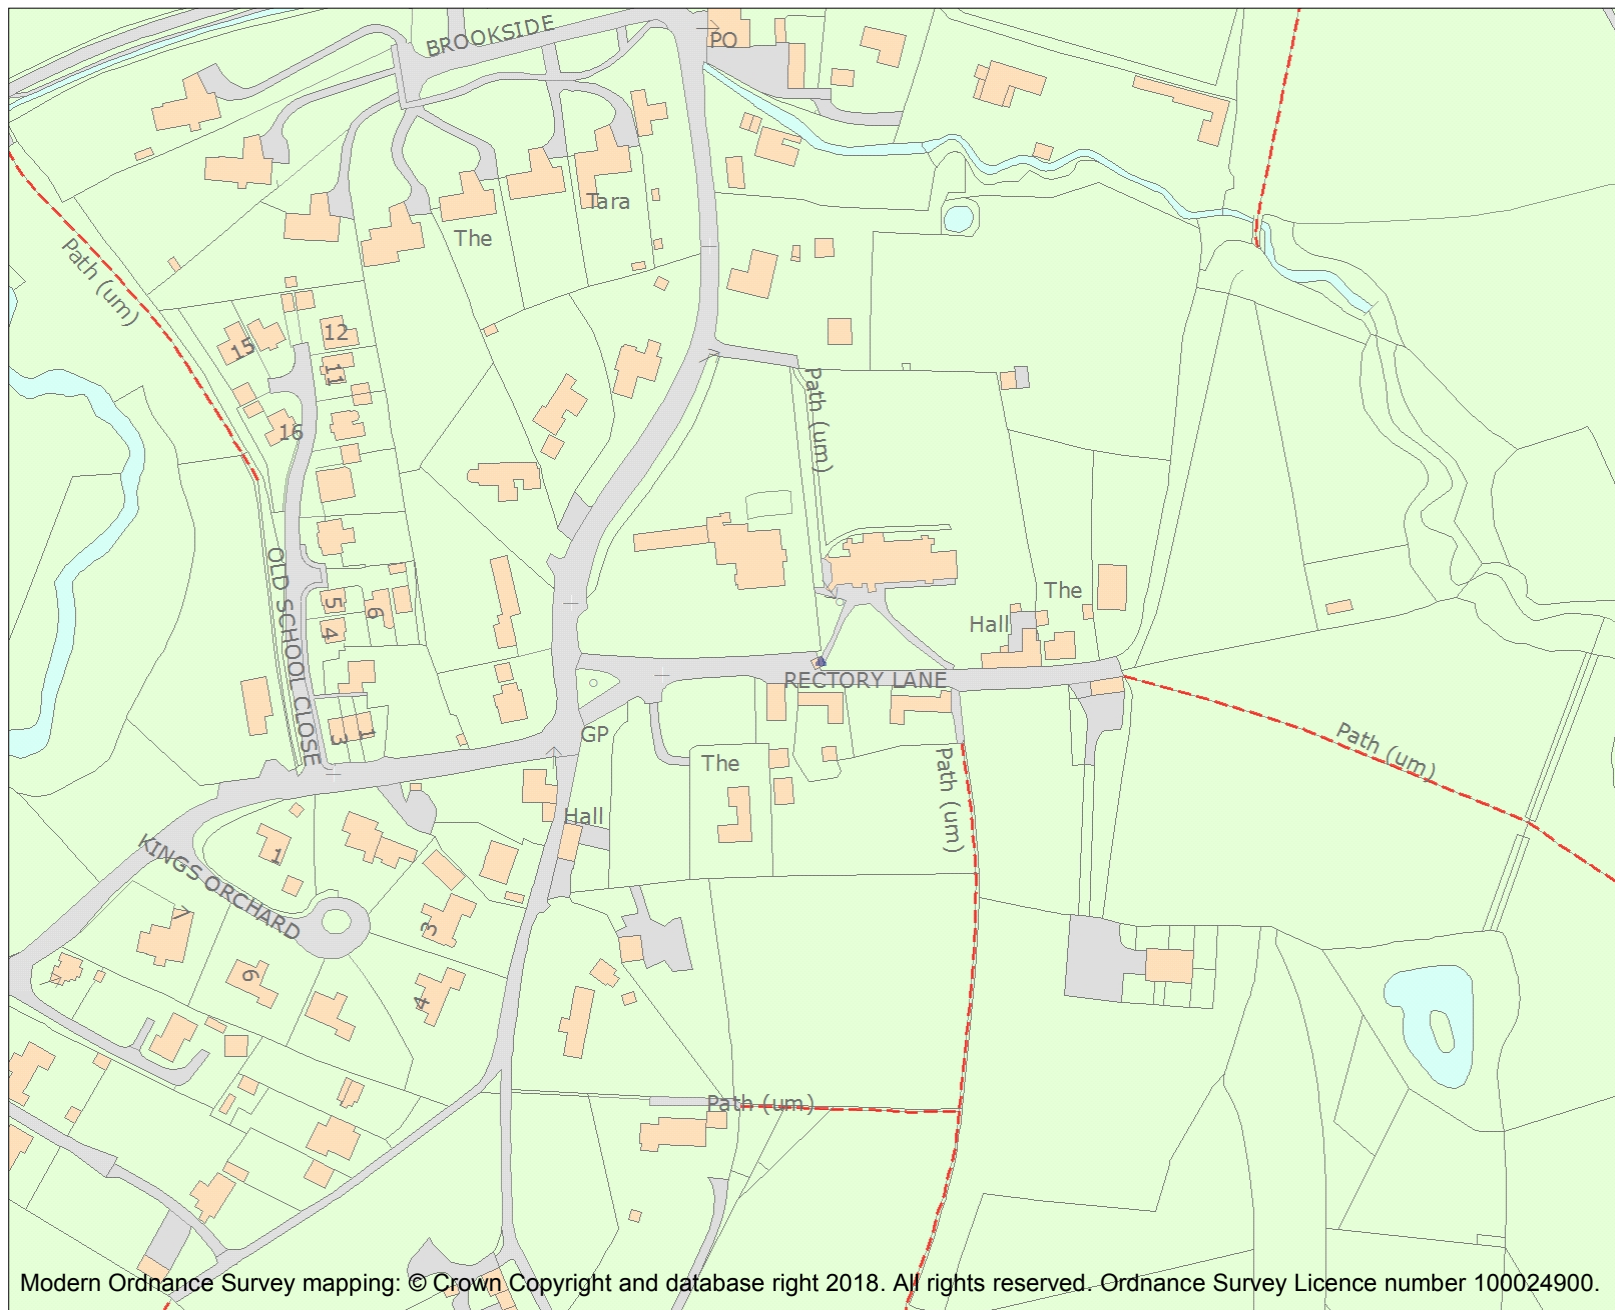 BROOKSIDE
PO
Tara
The
Path (um)
12
15
11
Path (um)
16
OLD SCHOOL CLOSE
5
6
4
The
Hall
RECTORY LANE
3
1
GP
The
Path (um)
Path (um)
Hall
KINGS ORCHARD
1
7
3
6
4
Path (um)
Modern Ordnance Survey mapping: © Crown Copyright and database right 2018. All rights reserved. Ordnance Survey Licence number 100024900.